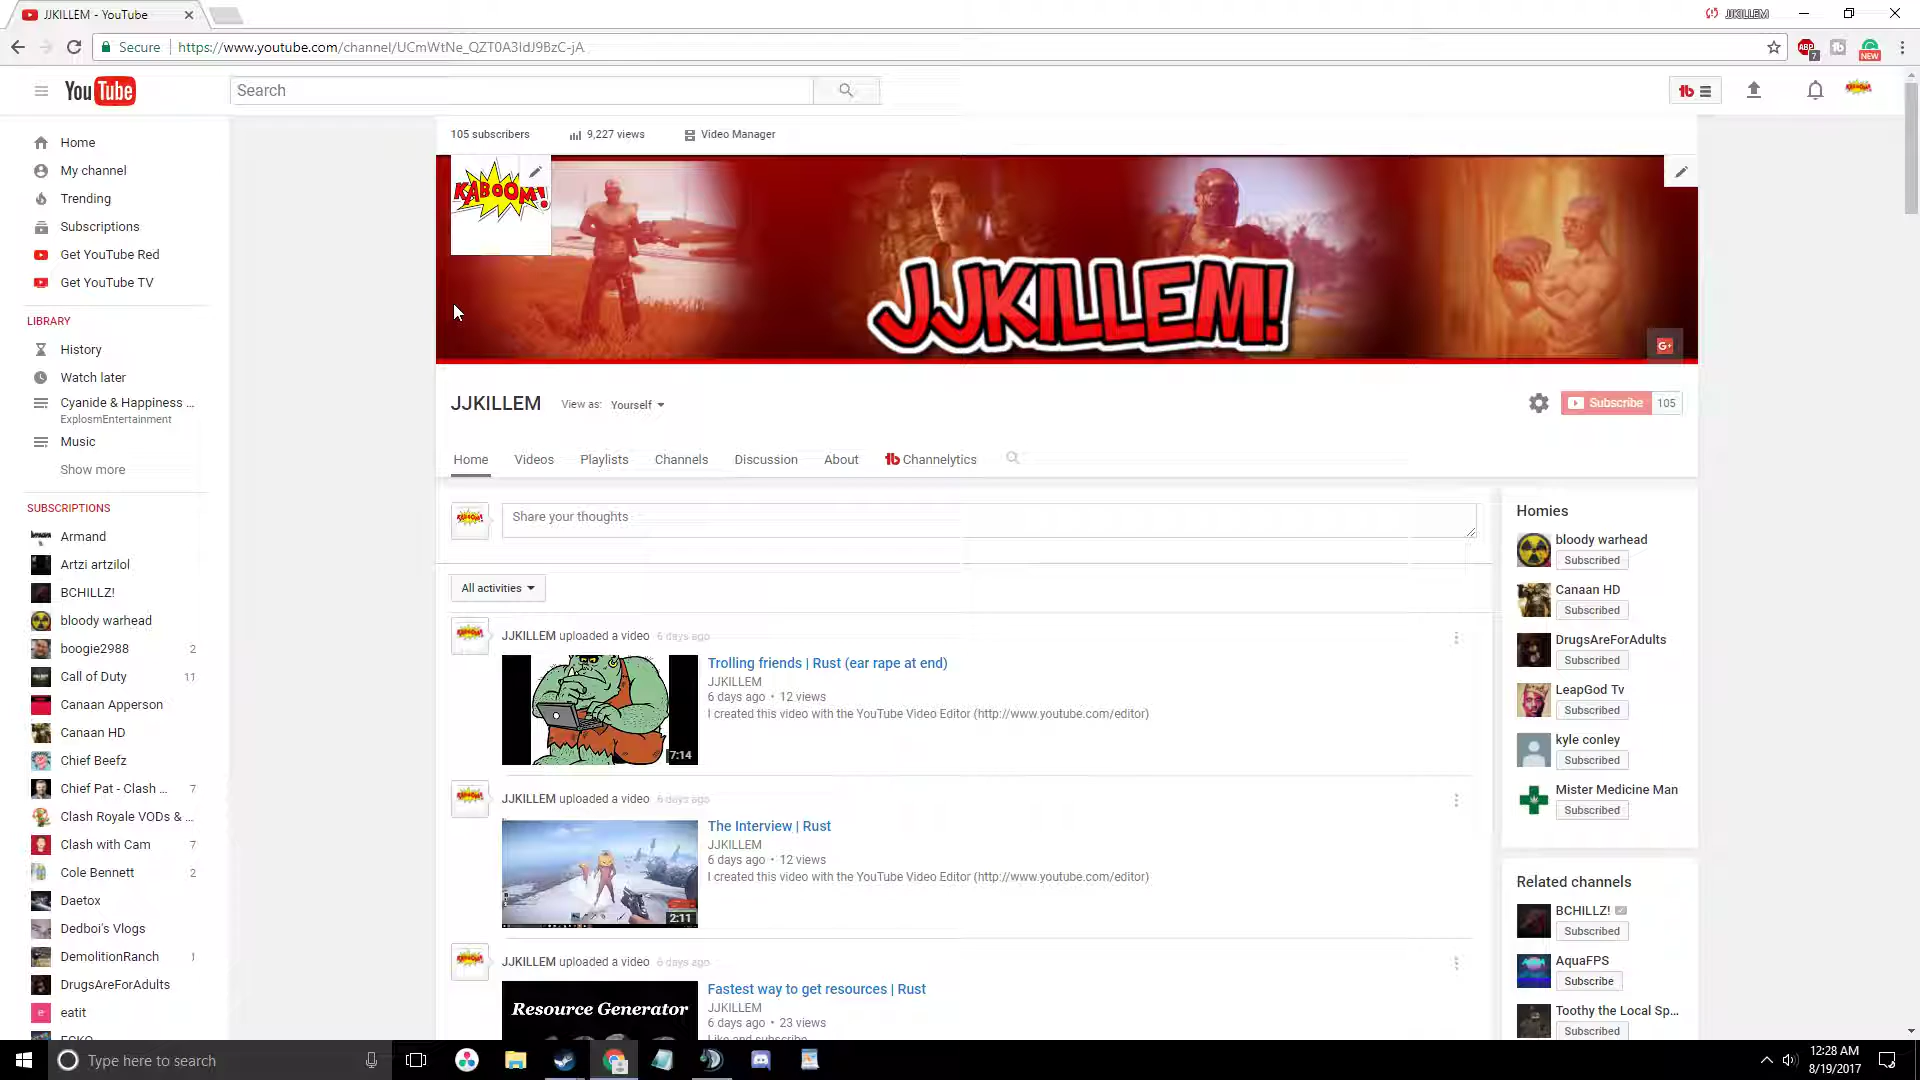 JJKILLEM - YouTube
JJKILLEM
Secure
https://www.youtube.com/channel/UCmWtNe_QZT0A3IdJ9BzC-jA
ABP
7
NEW
YouTube
Search
105 subscribers
9,227 views
Video Manager
Home
My channel
Trending
Subscriptions
Get YouTube Red
Get YouTube TV
LIBRARY
History
Watch later
Cyanide & Happiness ...
ExplosmEntertainment
Music
Show more
SUBSCRIPTIONS
Armand
Artzi artzilol
BCHILLZ!
bloody warhead
boogie2988 2
Call of Duty 11
Canaan Apperson
Canaan HD
Chief Beefz
Chief Pat - Clash ... 7
Clash Royale VODs & ...
Clash with Cam 7
Cole Bennett 2
Daetox
Dedboi's Vlogs
DemolitionRanch 1
DrugsAreForAdults
eatit
KABOOM!
JJKILLEM!
JJKILLEM
View as: Yourself
Subscribe 105
Home
Videos
Playlists
Channels
Discussion
About
Channelytics
Share your thoughts
All activities
JJKILLEM uploaded a video 6 days ago
7:14
Trolling friends | Rust (ear rape at end)
JJKILLEM
6 days ago • 12 views
I created this video with the YouTube Video Editor (http://www.youtube.com/editor)
JJKILLEM uploaded a video 6 days ago
2:11
The Interview | Rust
JJKILLEM
6 days ago • 12 views
I created this video with the YouTube Video Editor (http://www.youtube.com/editor)
JJKILLEM uploaded a video 6 days ago
Resource Generator
Fastest way to get resources | Rust
JJKILLEM
6 days ago • 23 views
Like and subscribe
Homies
bloody warhead
Subscribed
Canaan HD
Subscribed
DrugsAreForAdults
Subscribed
LeapGod Tv
Subscribed
kyle conley
Subscribed
Mister Medicine Man
Subscribed
Related channels
BCHILLZ!
Subscribed
AquaFPS
Subscribe
Toothy the Local Sp...
Subscribed
Type here to search
12:28 AM
8/19/2017